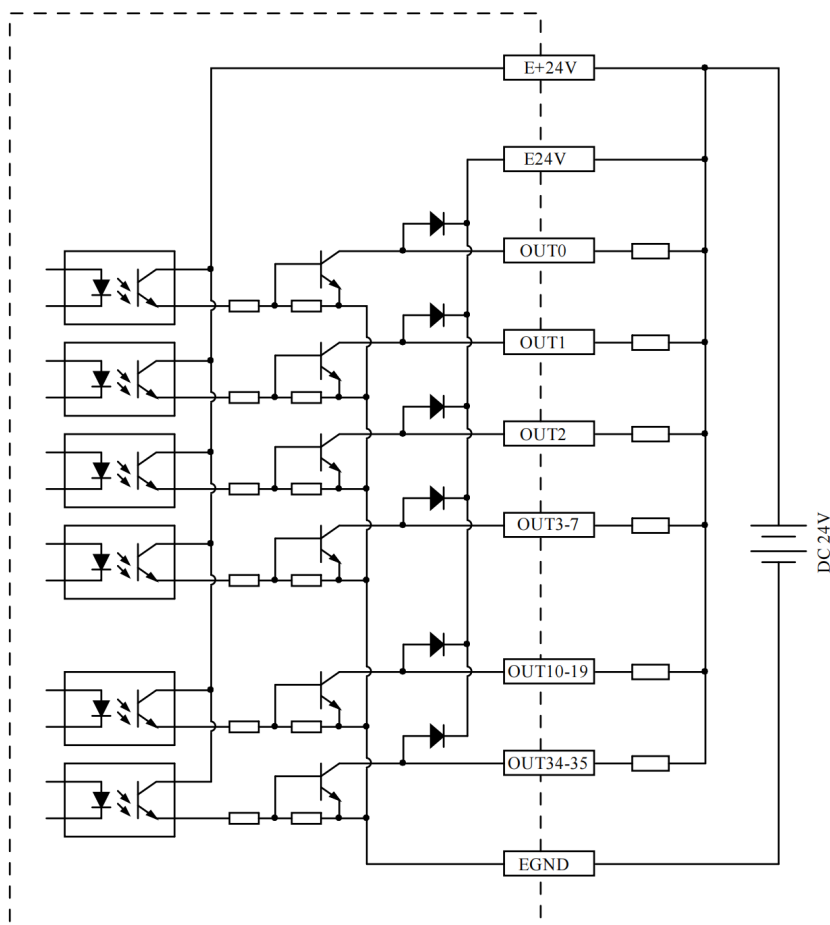 E+24V
E24V
OUT0
OUT1
OUT2
OUT3-7
DC 24V
OUT10-19
OUT34-35
EGND